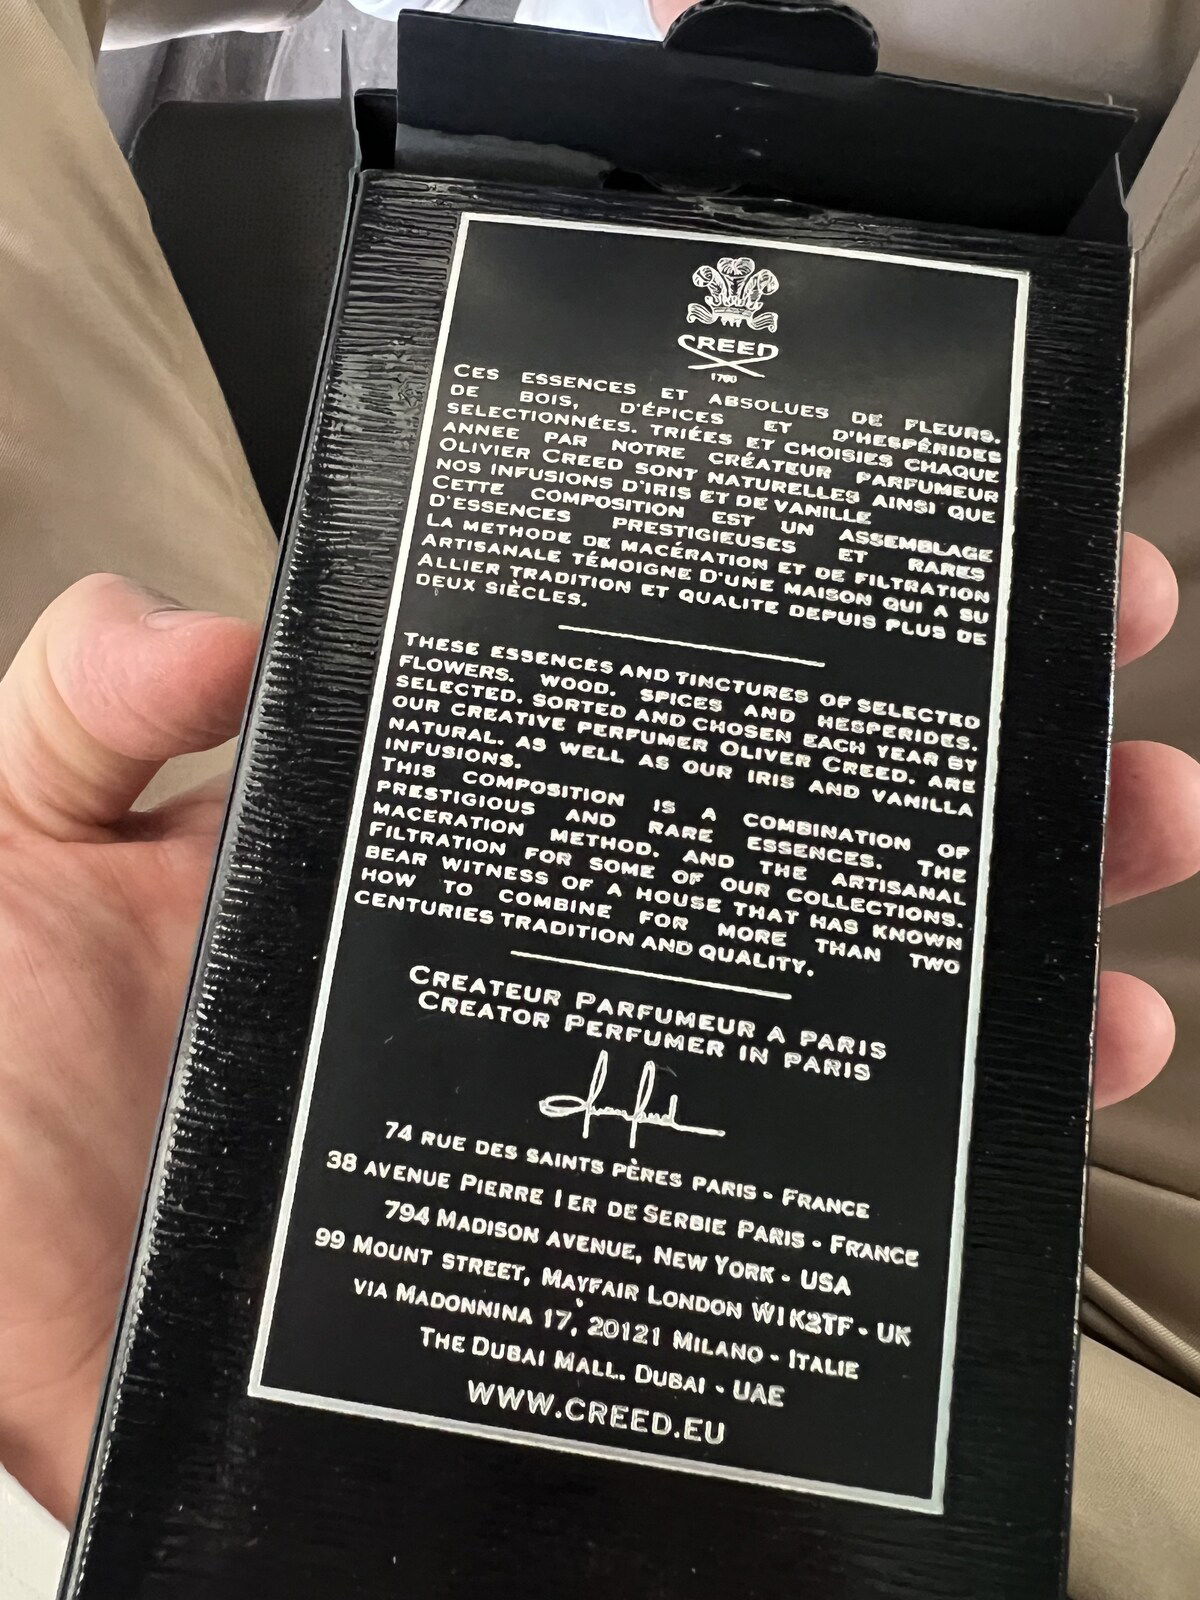 CREED
1760
CES ESSENCES ET ABSOLUES DE FLEURS.
DE BOIS, D'ÉPICES ET D'HESPÉRIDES
SELECTIONNÉES. TRIÉES ET CHOISIES CHAQUE
ANNEE PAR NOTRE CRÉATEUR PARFUMEUR
OLIVIER CREED SONT NATURELLES AINSI QUE
NOS INFUSIONS D'IRIS ET DE VANILLE
CETTE COMPOSITION EST UN ASSEMBLAGE
D'ESSENCES PRESTIGIEUSES ET RARES
LA METHODE DE MACÉRATION ET DE FILTRATION
ARTISANALE TÉMOIGNE D'UNE MAISON QUI A SU
ALLIER TRADITION ET QUALITE DEPUIS PLUS DE
DEUX SIÈCLES.
THESE ESSENCES AND TINCTURES OF SELECTED
FLOWERS. WOOD. SPICES AND HESPERIDES.
SELECTED. SORTED AND CHOSEN EACH YEAR BY
OUR CREATIVE PERFUMER OLIVER CREED. ARE
NATURAL. AS WELL AS OUR IRIS AND VANILLA
INFUSIONS.
THIS COMPOSITION IS A COMBINATION OF
PRESTIGIOUS AND RARE ESSENCES. THE
MACERATION METHOD. AND THE ARTISANAL
FILTRATION FOR SOME OF OUR COLLECTIONS.
BEAR WITNESS OF A HOUSE THAT HAS KNOWN
HOW TO COMBINE FOR MORE THAN TWO
CENTURIES TRADITION AND QUALITY.
CREATEUR PARFUMEUR A PARIS
CREATOR PERFUMER IN PARIS
74 RUE DES SAINTS PÈRES PARIS - FRANCE
38 AVENUE PIERRE 1ER DE SERBIE PARIS - FRANCE
794 MADISON AVENUE, NEW YORK - USA
99 MOUNT STREET, MAYFAIR LONDON W1K2TF - UK
VIA MADONNINA 17, 20121 MILANO - ITALIE
THE DUBAI MALL. DUBAI - UAE
WWW.CREED.EU